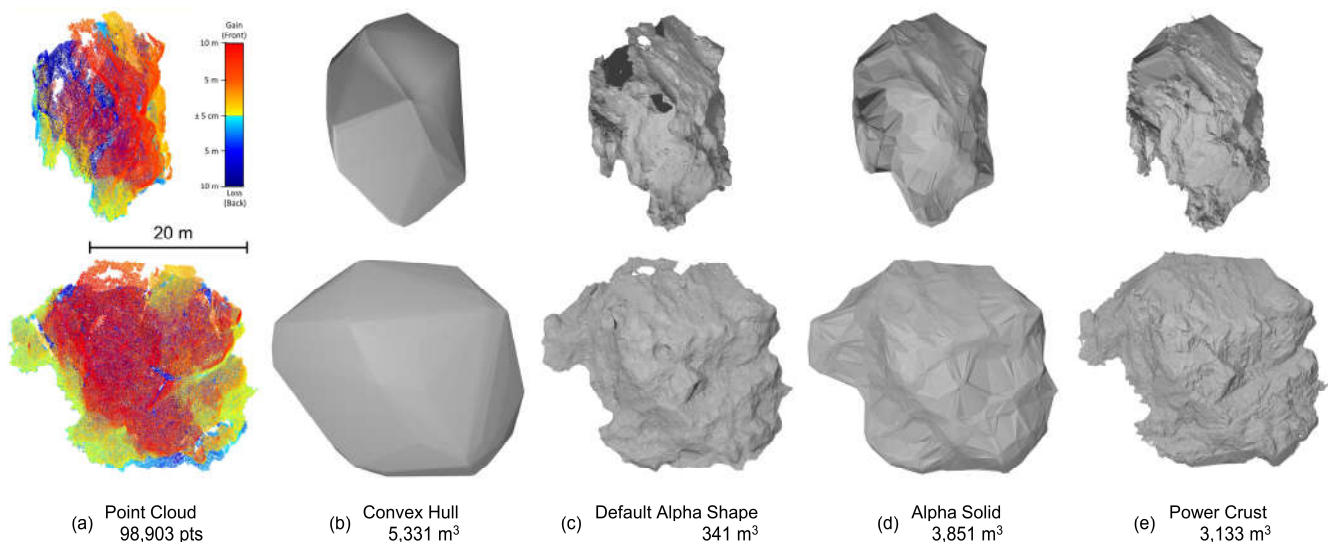 Gain
(Front)
10 m
5 m
± 5 cm
5 m
10 m
Loss
(Back)
20 m
(a) Point Cloud
98,903 pts
(b) Convex Hull
5,331 m³
(c) Default Alpha Shape
341 m³
(d) Alpha Solid
3,851 m³
(e) Power Crust
3,133 m³